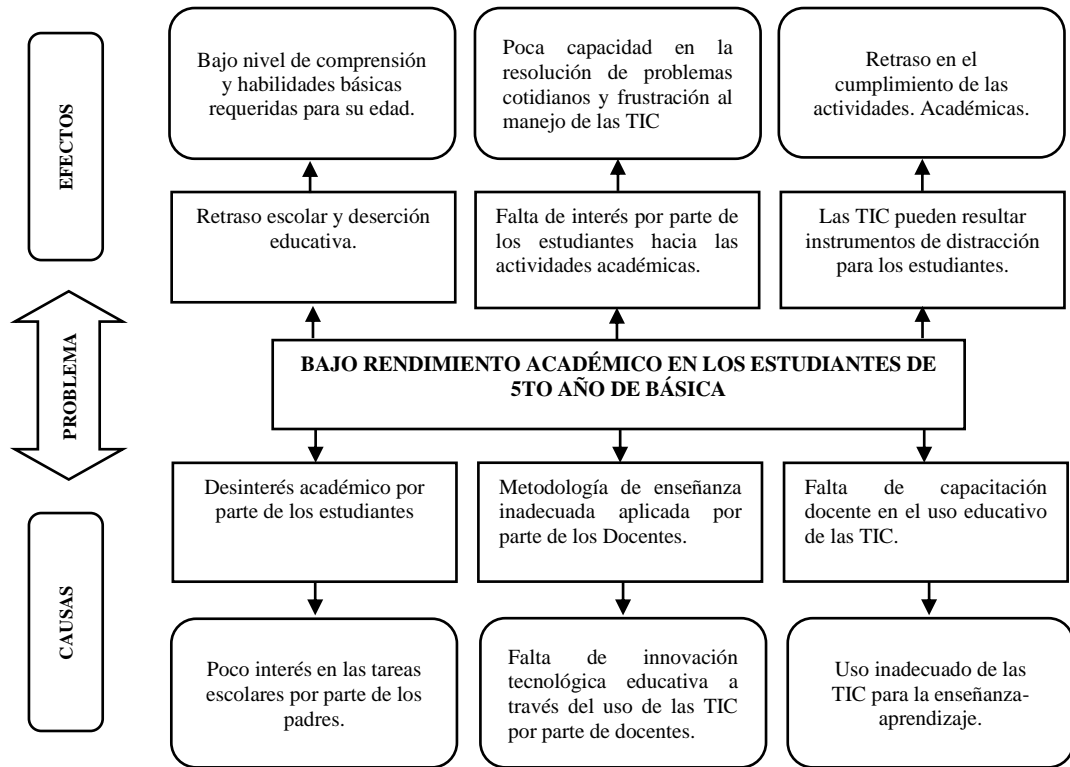 EFECTOS
Bajo nivel de comprensión
y habilidades básicas
requeridas para su edad.
Poca capacidad en la
resolución de problemas
cotidianos y frustración al
manejo de las TIC
Retraso en el
cumplimiento de las
actividades. Académicas.
Retraso escolar y deserción
educativa.
Falta de interés por parte de
los estudiantes hacia las
actividades académicas.
Las TIC pueden resultar
instrumentos de distracción
para los estudiantes.
PROBLEMA
BAJO RENDIMIENTO ACADÉMICO EN LOS ESTUDIANTES DE
5TO AÑO DE BÁSICA
Desinterés académico por
parte de los estudiantes
Metodología de enseñanza
inadecuada aplicada por
parte de los Docentes.
Falta de capacitación
docente en el uso educativo
de las TIC.
CAUSAS
Poco interés en las tareas
escolares por parte de los
padres.
Falta de innovación
tecnológica educativa a
través del uso de las TIC
por parte de docentes.
Uso inadecuado de las
TIC para la enseñanza-
aprendizaje.